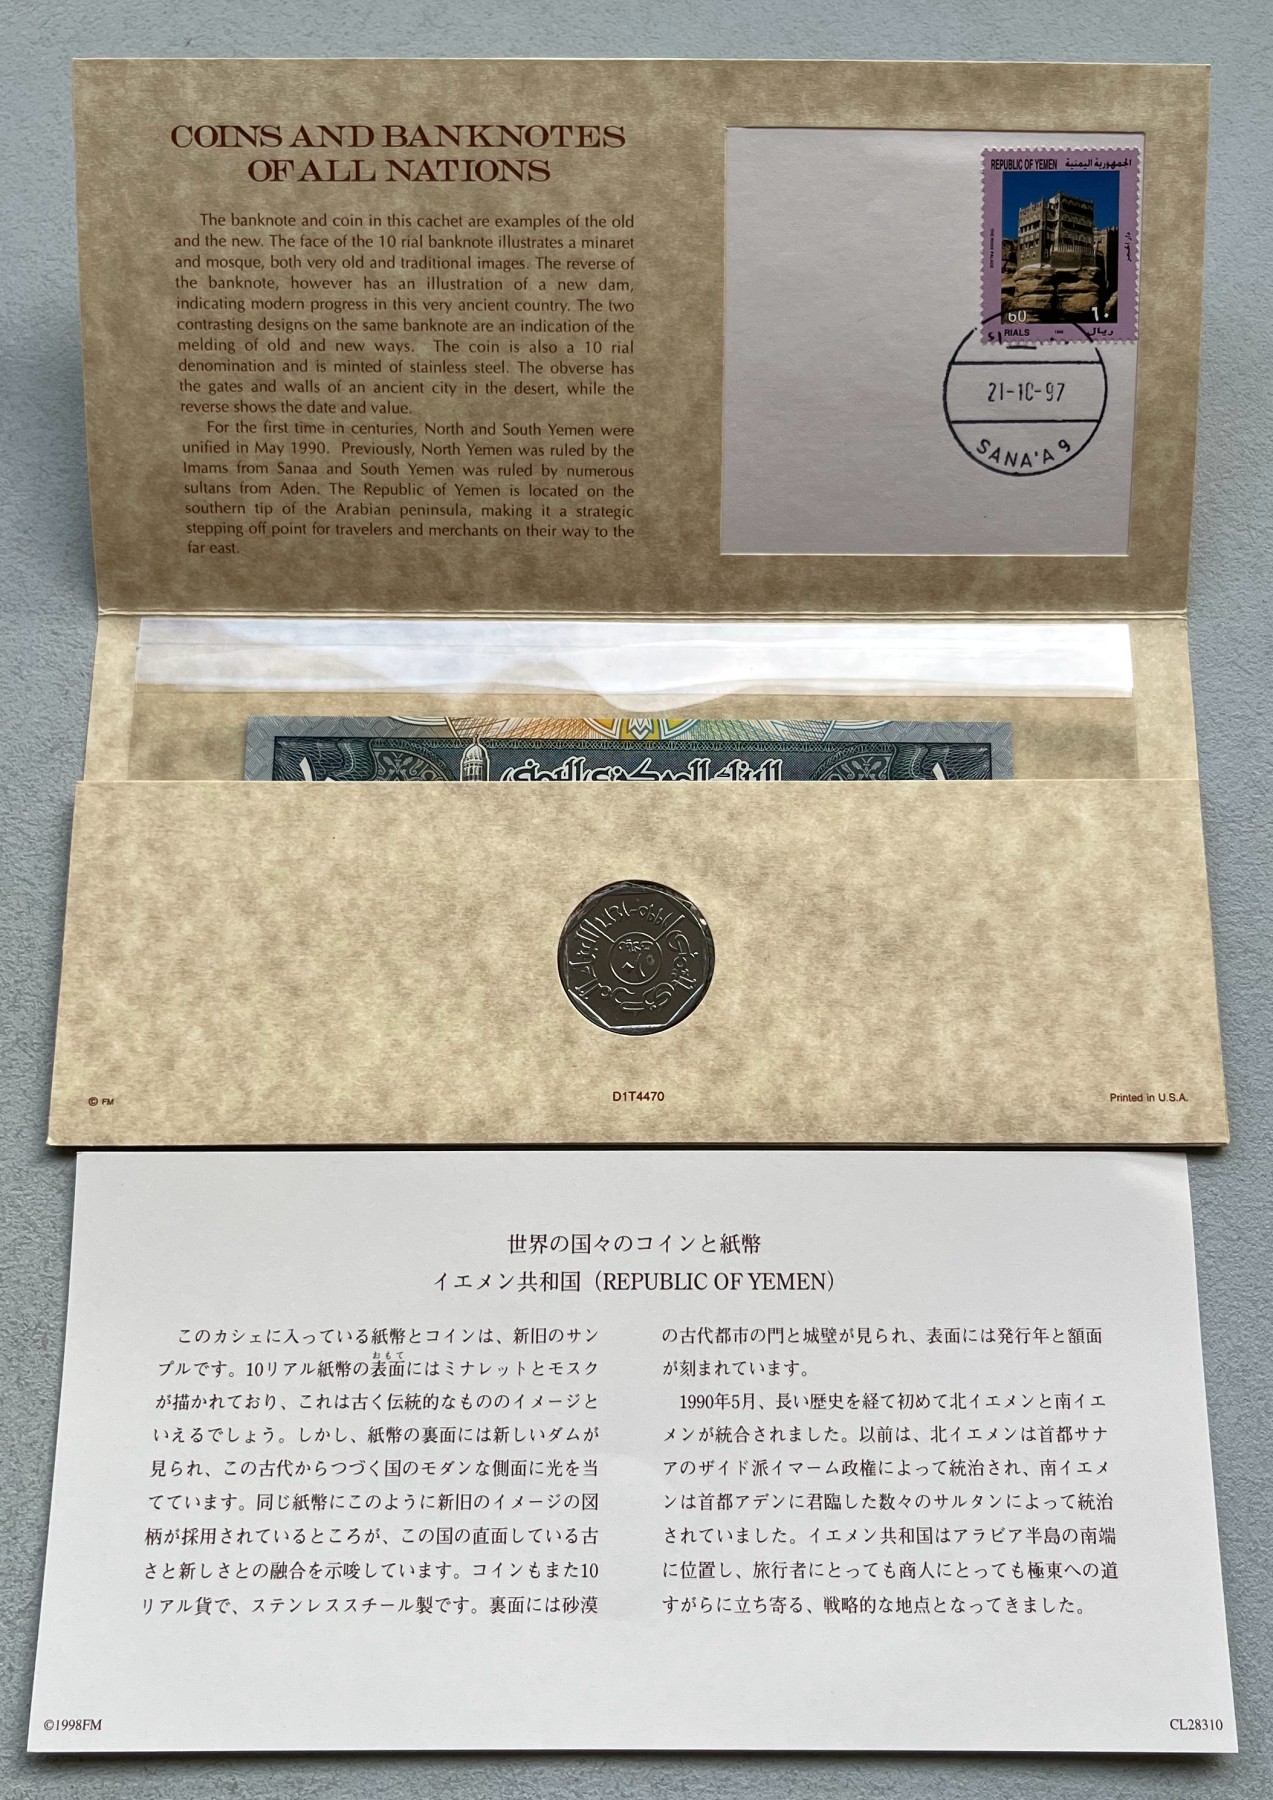 COINS AND BANKNOTES
OF ALL NATIONS
The banknote and coin in this cachet are examples of the old
and the new. The face of the 10 rial banknote illustrates a minaret
and mosque, both very old and traditional images. The reverse of
the banknote, however has an illustration of a new dam,
indicating modern progress in this very ancient country. The two
contrasting designs on the same banknote are an indication of the
melding of old and new ways. The coin is also a 10 rial
denomination and is minted of stainless steel. The obverse has
the gates and walls of an ancient city in the desert, while the
reverse shows the date and value.
For the first time in centuries, North and South Yemen were
unified in May 1990. Previously, North Yemen was ruled by the
Imams from Sanaa and South Yemen was ruled by numerous
sultans from Aden. The Republic of Yemen is located on the
southern tip of the Arabian peninsula, making it a strategic
stepping off point for travelers and merchants on their way to the
far east.
REPUBLIC OF YEMEN الجمهورية اليمنية
دار الحجر
60 ٦٠
RIALS ريال
21-10-97
SANA'A 9
البنك المركزي اليمني
© FM
D1T4470
Printed in U.S.A.
世界の国々のコインと紙幣
イエメン共和国（REPUBLIC OF YEMEN）
このカシェに入っている紙幣とコインは、新旧のサン
おもて
プルです。10リアル紙幣の表面にはミナレットとモスク
が描かれており、これは古く伝統的なもののイメージと
いえるでしょう。しかし、紙幣の裏面には新しいダムが
見られ、この古代からつづく国のモダンな側面に光を当
てています。同じ紙幣にこのように新旧のイメージの図
柄が採用されているところが、この国の直面している古
さと新しさとの融合を示唆しています。コインもまた10
リアル貨で、ステンレススチール製です。裏面には砂漠
の古代都市の門と城壁が見られ、表面には発行年と額面
が刻まれています。
1990年5月、長い歴史を経て初めて北イエメンと南イエ
メンが統合されました。以前は、北イエメンは首都サナ
アのザイド派イマーム政権によって統治され、南イエメ
ンは首都アデンに君臨した数々のサルタンによって統治
されていました。イエメン共和国はアラビア半島の南端
に位置し、旅行者にとっても商人にとっても極東への道
すがらに立ち寄る、戦略的な地点となってきました。
©1998FM
CL28310